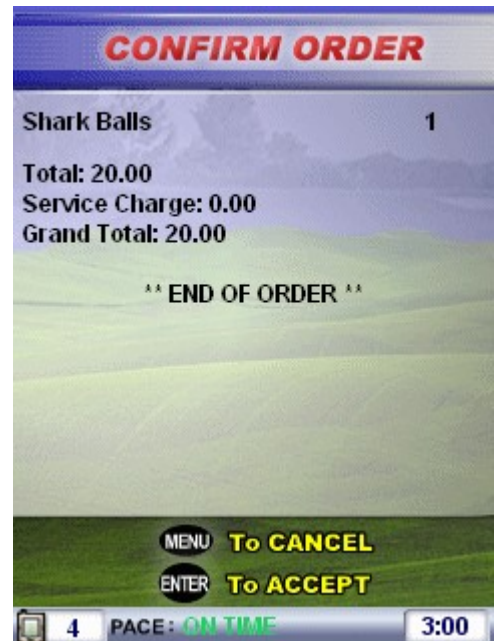 CONFIRM ORDER
Shark Balls 1
Total: 20.00
Service Charge: 0.00
Grand Total: 20.00
** END OF ORDER **
MENU To CANCEL
ENTER To ACCEPT
4 PACE: ON TIME 3:00